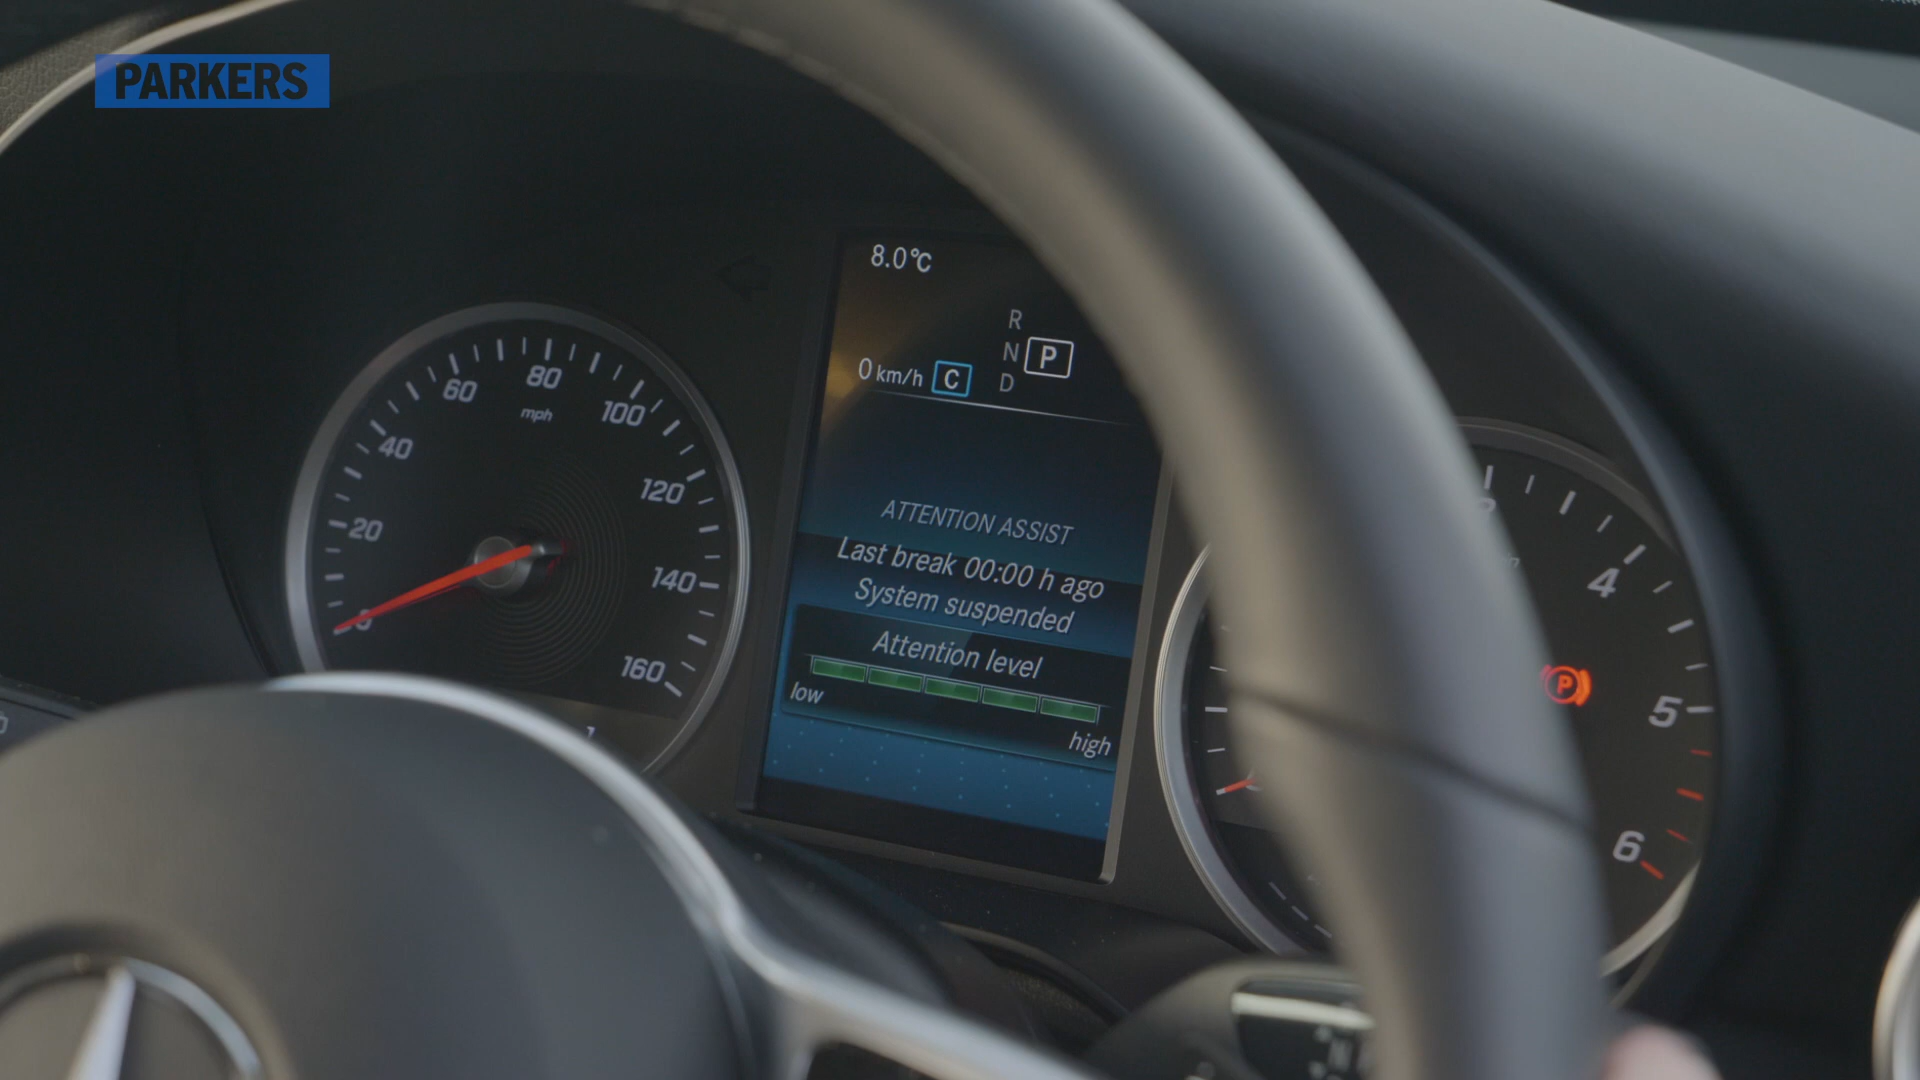 PARKERS
8.0°C
R
N P
D
0 km/h C
ATTENTION ASSIST
Last break 00:00 h ago
System suspended
Attention level
low
high
0
20
40
60
80
100
120
140
160
mph
4
5
6
P